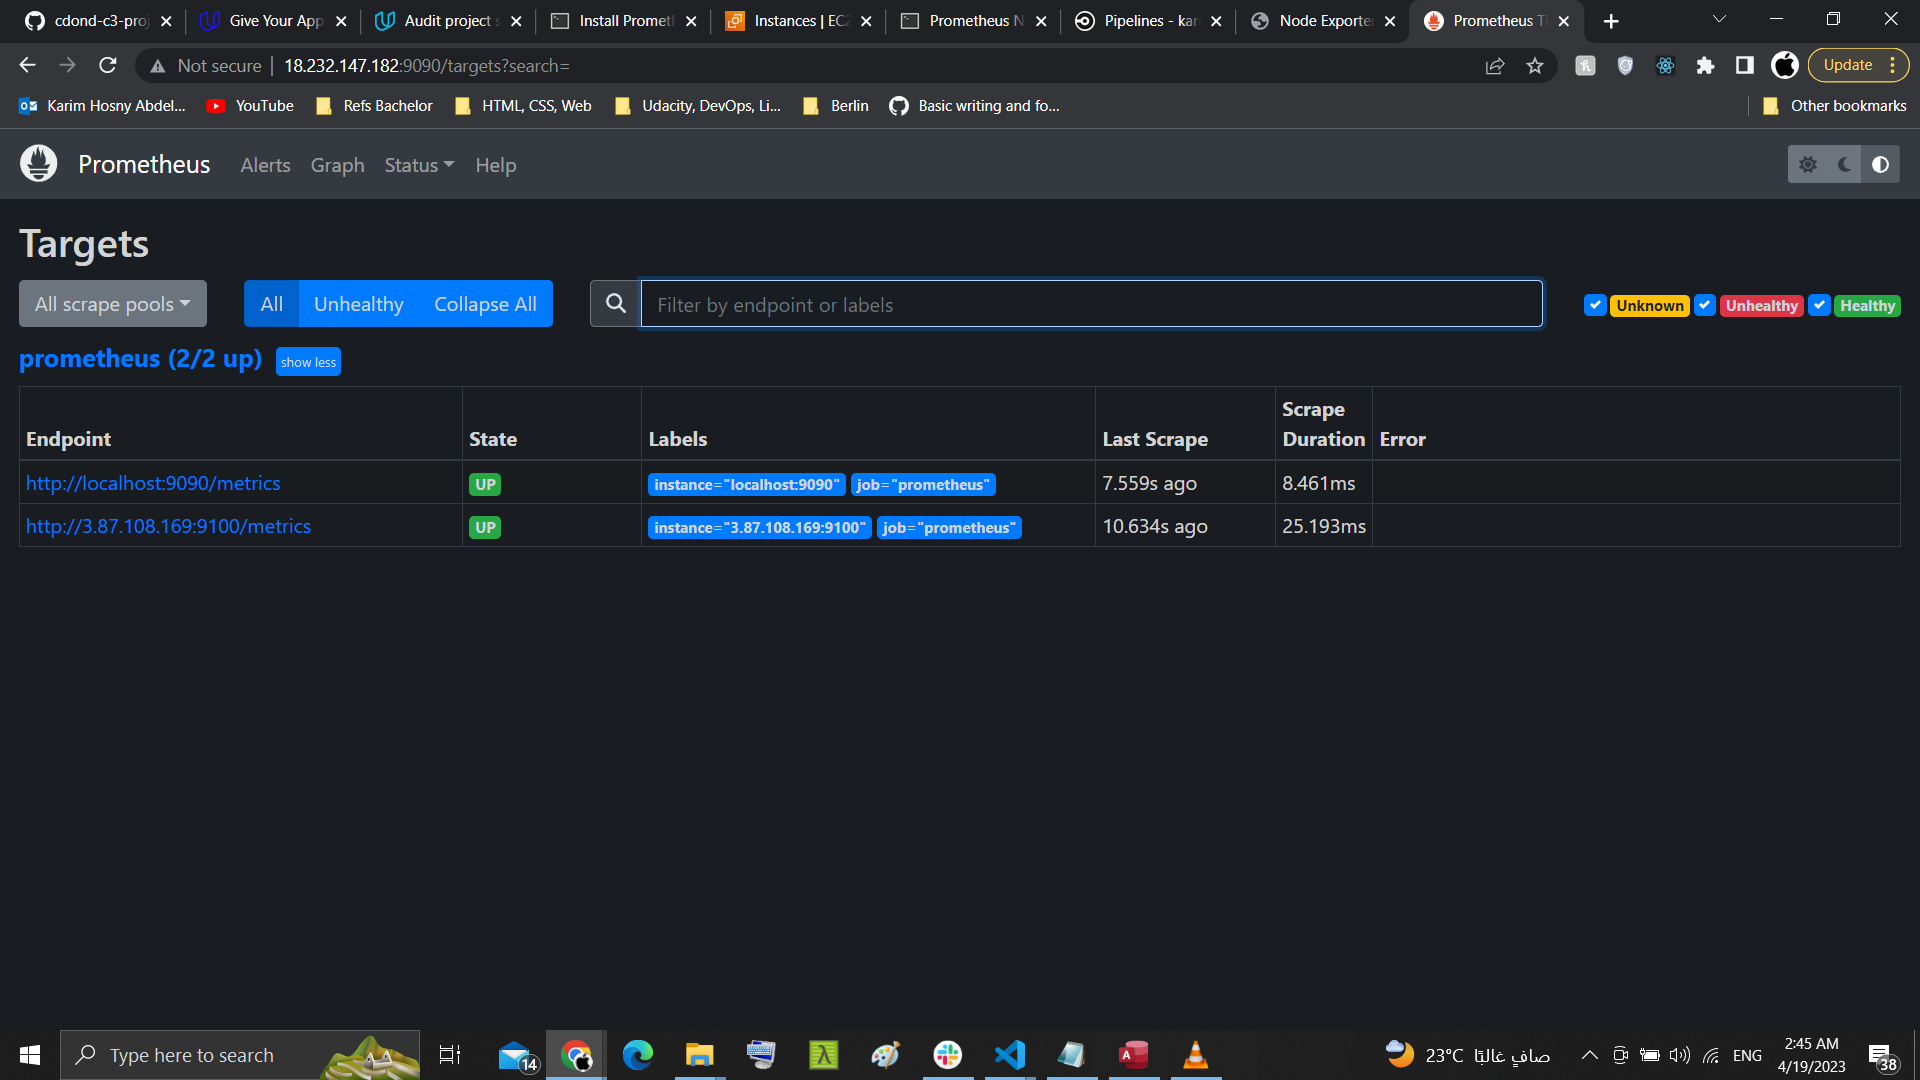 cdond-c3-proj
Give Your App
Audit project s
Install Prometh
Instances | EC2
Prometheus N
Pipelines - kar
Node Exporter
Prometheus Ti
Not secure
18.232.147.182:9090/targets?search=
Update
Karim Hosny Abdel...
YouTube
Refs Bachelor
HTML, CSS, Web
Udacity, DevOps, Li...
Berlin
Basic writing and fo...
Other bookmarks
Prometheus
Alerts
Graph
Status
Help
Targets
All scrape pools
All
Unhealthy
Collapse All
Filter by endpoint or labels
Unknown
Unhealthy
Healthy
prometheus (2/2 up)
show less
Endpoint
State
Labels
Last Scrape
Scrape
Duration
Error
http://localhost:9090/metrics
UP
instance="localhost:9090"
job="prometheus"
7.559s ago
8.461ms
http://3.87.108.169:9100/metrics
UP
instance="3.87.108.169:9100"
job="prometheus"
10.634s ago
25.193ms
Type here to search
14
23°C صافٍ غالبًا
ENG
2:45 AM
4/19/2023
38